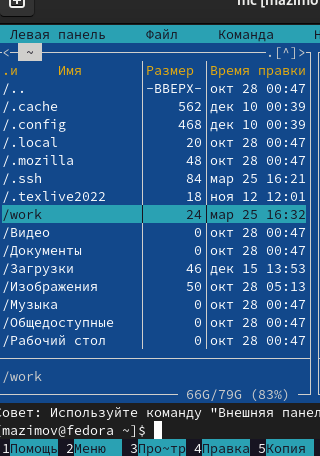 mc [mazimo
Левая панель Файл Команда
<─ ~ .[^]>
.и Имя Размер Время правки
/.. -ВВЕРХ- окт 28 00:47
/.cache 562 дек 10 00:39
/.config 468 дек 10 00:39
/.local 20 окт 28 00:47
/.mozilla 48 окт 28 00:47
/.ssh 84 мар 25 16:21
/.texlive2022 18 ноя 12 12:01
/work 24 мар 25 16:32
/Видео 0 окт 28 00:47
/Документы 0 окт 28 00:47
/Загрузки 46 дек 15 13:53
/Изображения 50 окт 28 05:13
/Музыка 0 окт 28 00:47
/Общедоступные 0 окт 28 00:47
/Рабочий стол 0 окт 28 00:47
/work
66G/79G (83%)
Совет: Используйте команду "Внешняя панел
[mazimov@fedora ~]$
1Помощь 2Меню 3Про~тр 4Правка 5Копия